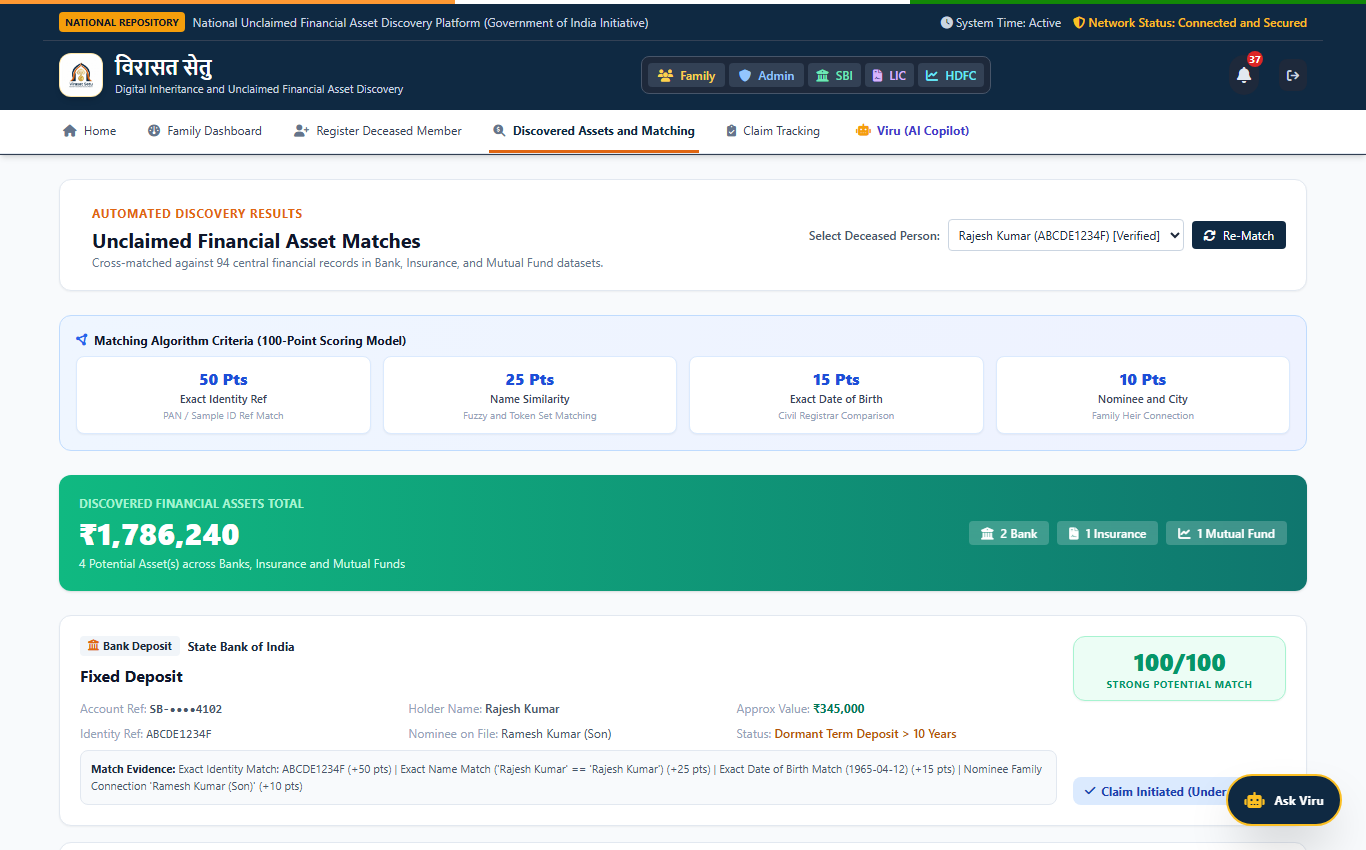 NATIONAL REPOSITORY National Unclaimed Financial Asset Discovery Platform (Government of India Initiative) System Time: Active Network Status: Connected and Secured
विरासत सेतु
Digital Inheritance and Unclaimed Financial Asset Discovery
Family Admin SBI LIC HDFC
37
Home Family Dashboard Register Deceased Member Discovered Assets and Matching Claim Tracking Viru (AI Copilot)
AUTOMATED DISCOVERY RESULTS
Unclaimed Financial Asset Matches
Cross-matched against 94 central financial records in Bank, Insurance, and Mutual Fund datasets.
Select Deceased Person: Rajesh Kumar (ABCDE1234F) [Verified] Re-Match
Matching Algorithm Criteria (100-Point Scoring Model)
50 Pts
Exact Identity Ref
PAN / Sample ID Ref Match
25 Pts
Name Similarity
Fuzzy and Token Set Matching
15 Pts
Exact Date of Birth
Civil Registrar Comparison
10 Pts
Nominee and City
Family Heir Connection
DISCOVERED FINANCIAL ASSETS TOTAL
₹1,786,240
4 Potential Asset(s) across Banks, Insurance and Mutual Funds
2 Bank 1 Insurance 1 Mutual Fund
Bank Deposit State Bank of India
Fixed Deposit
Account Ref: SB-••••4102 Holder Name: Rajesh Kumar Approx Value: ₹345,000
Identity Ref: ABCDE1234F Nominee on File: Ramesh Kumar (Son) Status: Dormant Term Deposit > 10 Years
Match Evidence: Exact Identity Match: ABCDE1234F (+50 pts) | Exact Name Match ('Rajesh Kumar' == 'Rajesh Kumar') (+25 pts) | Exact Date of Birth Match (1965-04-12) (+15 pts) | Nominee Family
Connection 'Ramesh Kumar (Son)' (+10 pts)
100/100
STRONG POTENTIAL MATCH
Claim Initiated (Under
Ask Viru